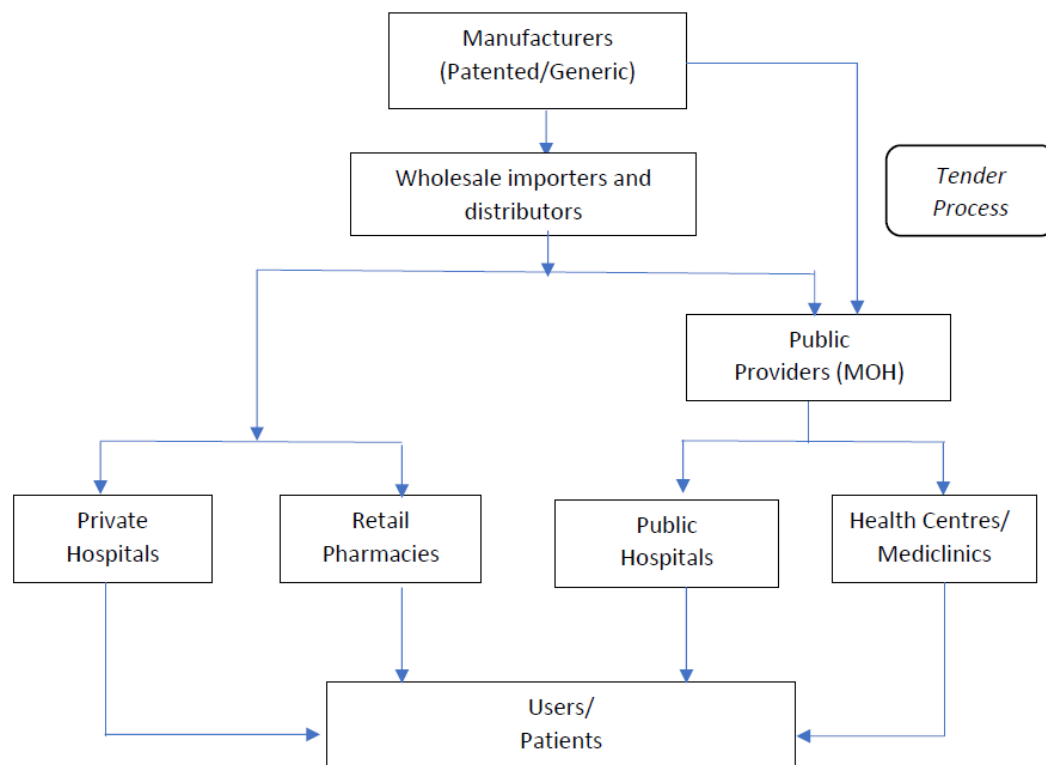 Manufacturers
(Patented/Generic)
Wholesale importers and
distributors
Tender
Process
Public
Providers (MOH)
Private
Hospitals
Retail
Pharmacies
Public
Hospitals
Health Centres/
Mediclinics
Users/
Patients